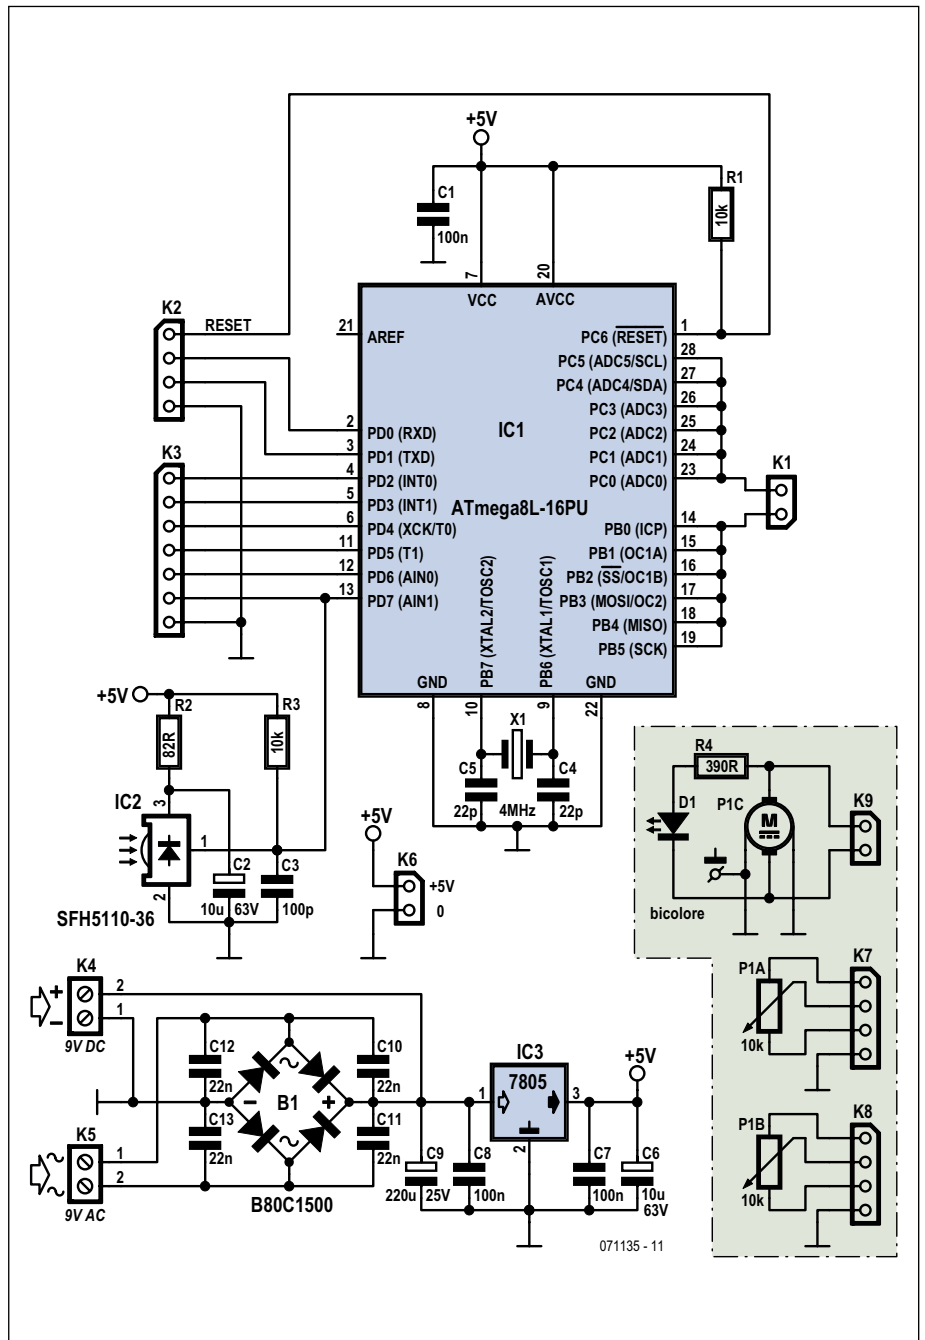 +5V
C1
100n
R1
10k
7
20
VCC
AVCC
K2
RESET
21
AREF
PC6 (RESET)
1
PC5 (ADC5/SCL)
28
PC4 (ADC4/SDA)
27
PC3 (ADC3)
26
PC2 (ADC2)
25
PC1 (ADC1)
24
PC0 (ADC0)
23
K1
IC1
ATmega8L-16PU
2
PD0 (RXD)
3
PD1 (TXD)
K3
4
PD2 (INT0)
5
PD3 (INT1)
6
PD4 (XCK/T0)
11
PD5 (T1)
12
PD6 (AIN0)
13
PD7 (AIN1)
PB0 (ICP)
14
PB1 (OC1A)
15
PB2 (SS/OC1B)
16
PB3 (MOSI/OC2)
17
PB4 (MISO)
18
PB5 (SCK)
19
PB7 (XTAL2/TOSC2)
PB6 (XTAL1/TOSC1)
GND
GND
8
10
9
22
X1
4MHz
C5
22p
C4
22p
+5V
R2
82R
R3
10k
IC2
3
1
2
C2
10u
63V
C3
100p
SFH5110-36
+5V
K6
+5V
0
R4
390R
D1
P1C
M
K9
bicolore
P1A
10k
K7
P1B
10k
K8
K4
+
–
2
1
9V DC
K5
1
2
9V AC
C12
22n
C13
22n
B1
–
+
~
~
B80C1500
C10
22n
C11
22n
C9
220u
25V
C8
100n
IC3
7805
1
3
2
C7
100n
+5V
C6
10u
63V
071135 - 11